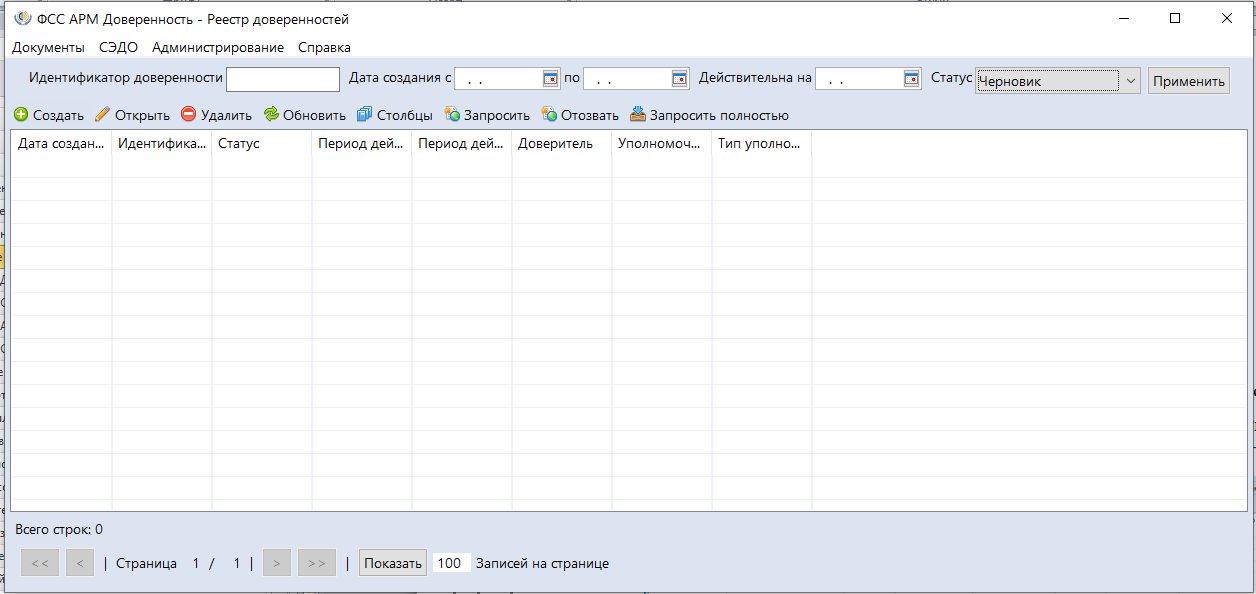 ФСС АРМ Доверенность - Реестр доверенностей
Документы СЭДО Администрирование Справка
Идентификатор доверенности Дата создания с . . по . . Действительна на . . Статус Черновик Применить
Создать Открыть Удалить Обновить Столбцы Запросить Отозвать Запросить полностью
Дата создан... Идентифика... Статус Период дей... Период дей... Доверитель Уполномоч... Тип уполно...
Всего строк: 0
<< < | Страница 1 / 1 | > >> | Показать 100 Записей на странице